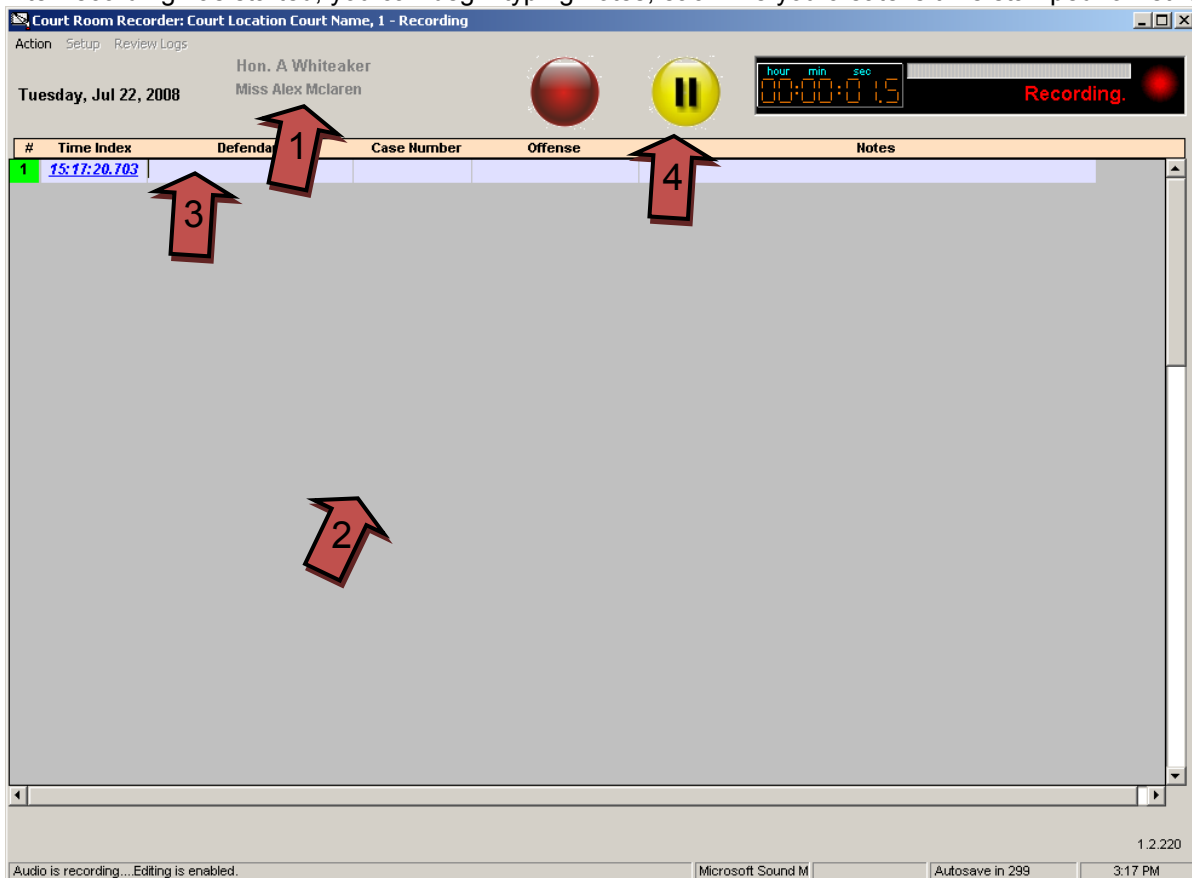 Court Room Recorder: Court Location Court Name, 1 - Recording
Action Setup Review Logs
Hon. A Whiteaker
Miss Alex Mclaren
Tuesday, Jul 22, 2008
hour min sec
00:00:01.5
Recording.
1
# Time Index Case Number Offense Notes
1 15:17:20.703
3
4
2
1.2.220
Audio is recording....Editing is enabled. Microsoft Sound M Autosave in 299 3:17 PM